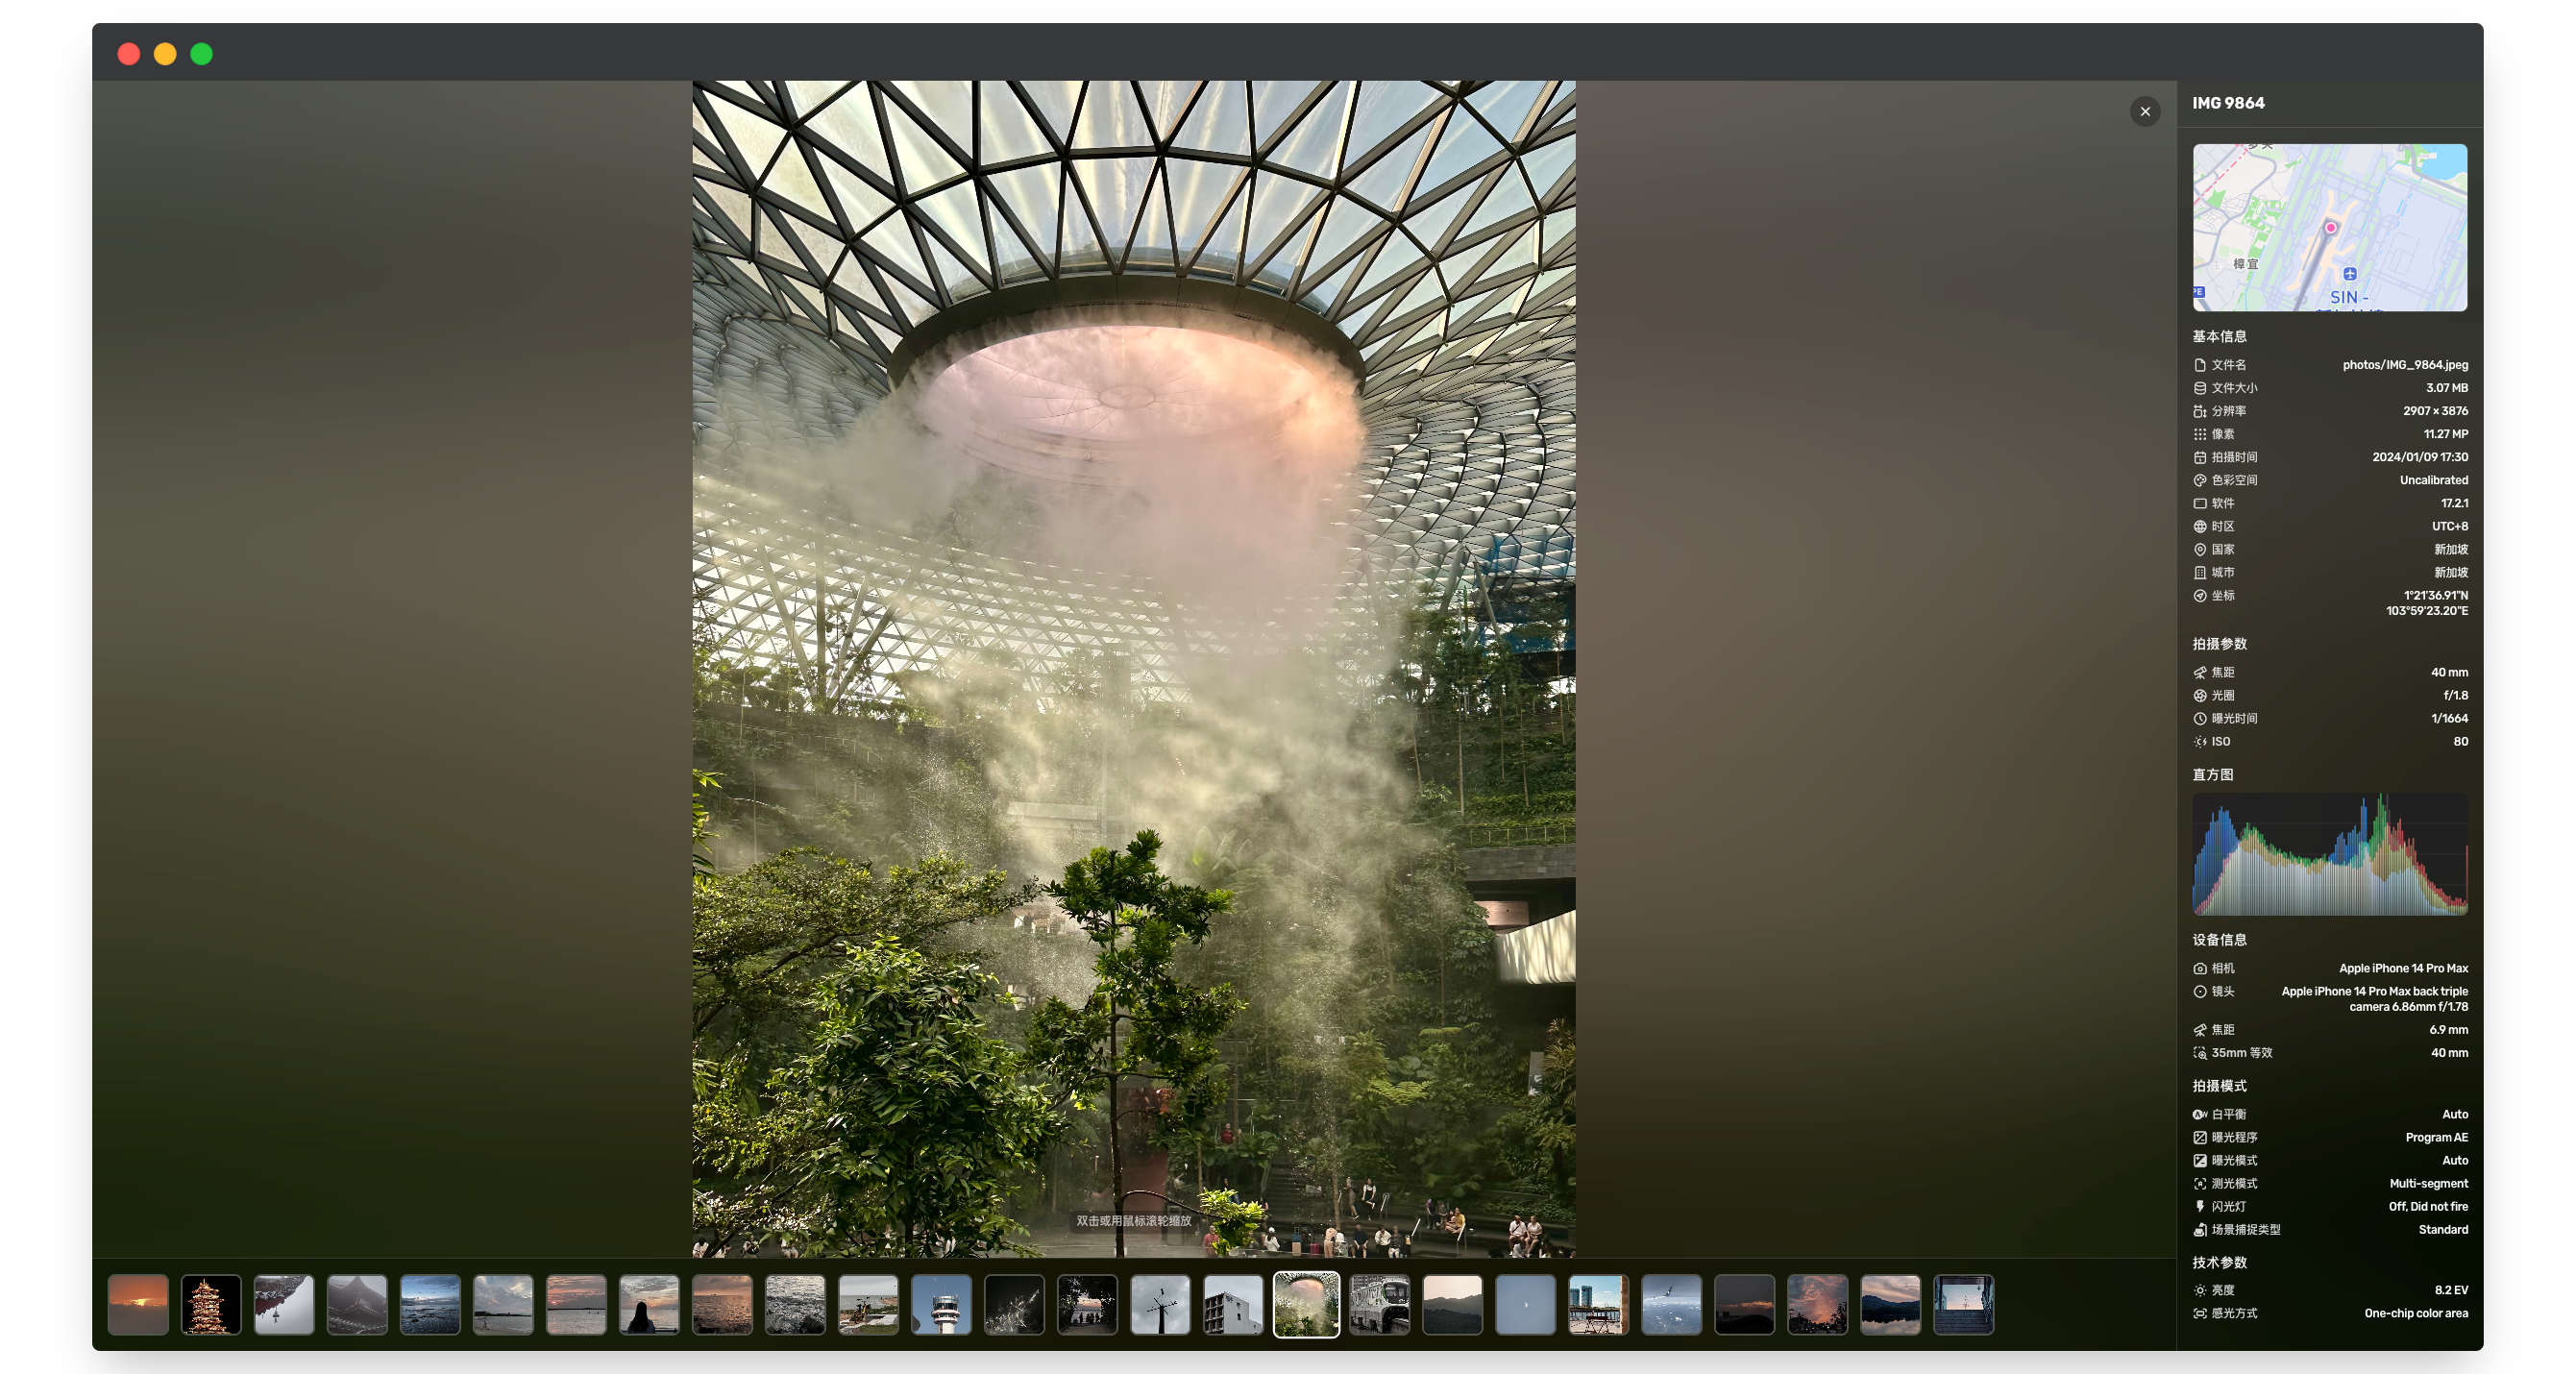 IMG 9864
樟宜
PE
SIN -
基本信息
文件名 photos/IMG_9864.jpeg
文件大小 3.07 MB
分辨率 2907 × 3876
像素 11.27 MP
拍摄时间 2024/01/09 17:30
色彩空间 Uncalibrated
软件 17.2.1
时区 UTC+8
国家 新加坡
城市 新加坡
坐标 1°21'36.91"N
103°59'23.20"E
拍摄参数
焦距 40 mm
光圈 f/1.8
曝光时间 1/1664
ISO 80
直方图
设备信息
相机 Apple iPhone 14 Pro Max
镜头 Apple iPhone 14 Pro Max back triple
camera 6.86mm f/1.78
焦距 6.9 mm
35mm 等效 40 mm
拍摄模式
白平衡 Auto
曝光程序 Program AE
曝光模式 Auto
测光模式 Multi-segment
闪光灯 Off, Did not fire
场景捕捉类型 Standard
技术参数
亮度 8.2 EV
感光方式 One-chip color area
双击或用鼠标滚轮缩放